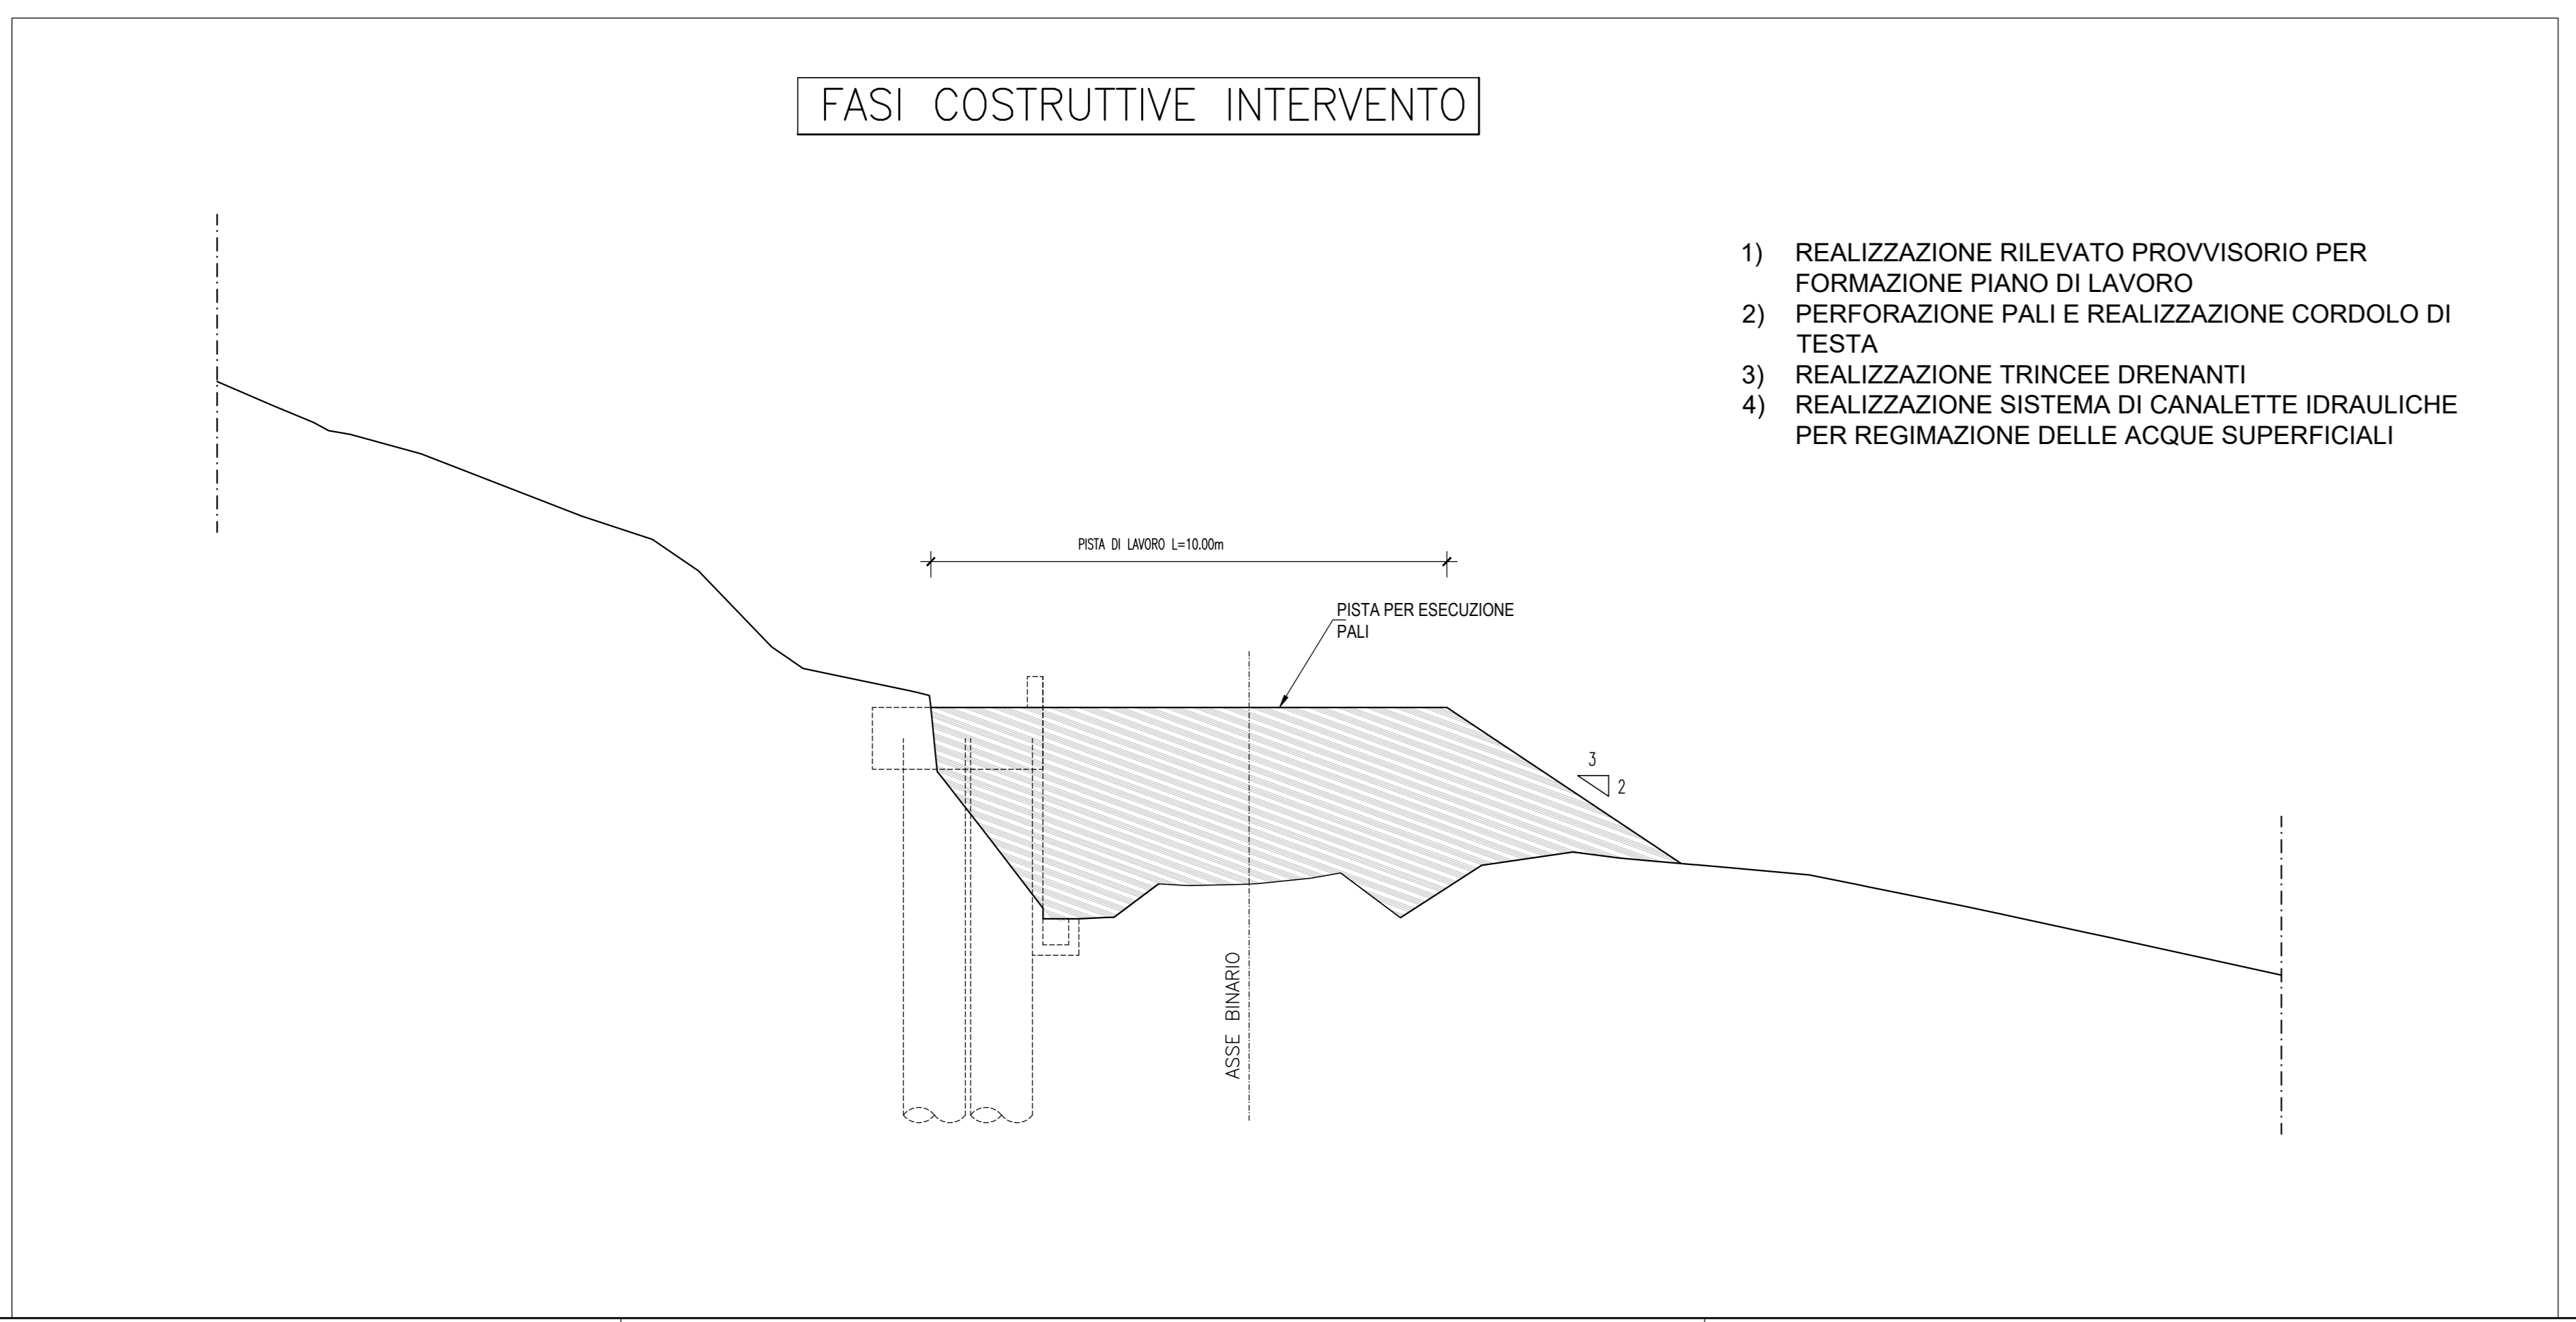 FASI COSTRUTTIVE INTERVENTO
1) REALIZZAZIONE RILEVATO PROVVISORIO PER
FORMAZIONE PIANO DI LAVORO
2) PERFORAZIONE PALI E REALIZZAZIONE CORDOLO DI
TESTA
3) REALIZZAZIONE TRINCEE DRENANTI
4) REALIZZAZIONE SISTEMA DI CANALETTE IDRAULICHE
PER REGIMAZIONE DELLE ACQUE SUPERFICIALI
PISTA DI LAVORO L=10.00m
PISTA PER ESECUZIONE
PALI
3
2
ASSE BINARIO